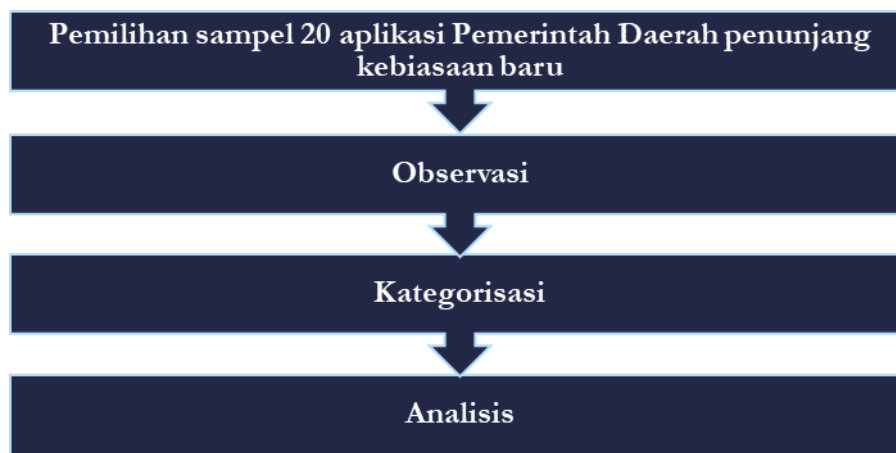 Pemilihan sampel 20 aplikasi Pemerintah Daerah penunjang
kebiasaan baru
Observasi
Kategorisasi
Analisis